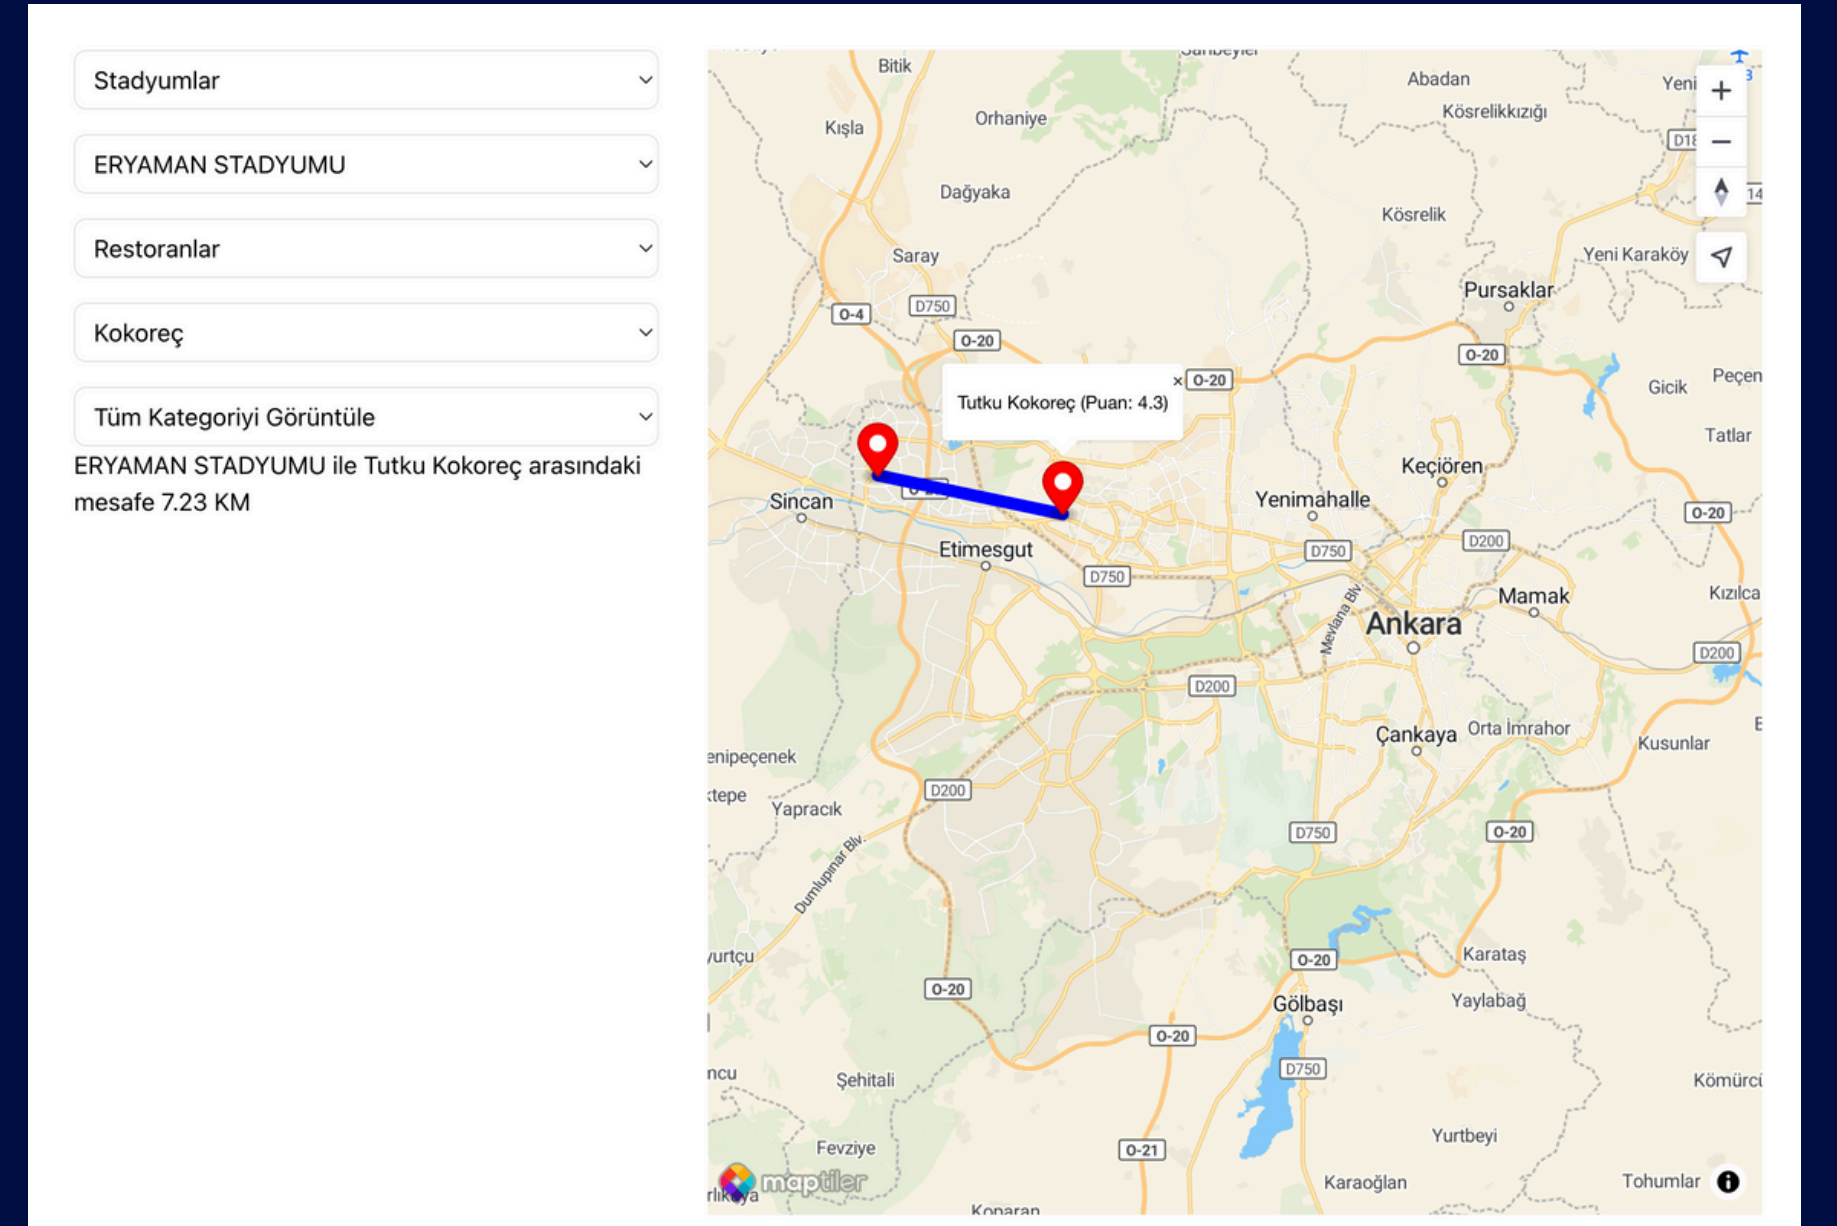 Stadyumlar
ERYAMAN STADYUMU
Restoranlar
Kokoreç
Tüm Kategoriyi Görüntüle
ERYAMAN STADYUMU ile Tutku Kokoreç arasındaki
mesafe 7.23 KM
Bitik
Abadan
Kösrelikkızığı
Kışla
Orhaniye
Dağyaka
Kösrelik
Saray
Yeni Karaköy
Pursaklar
O-4
D750
O-20
O-20
O-20
Tutku Kokoreç (Puan: 4.3)
×
Gicik
Tatlar
Keçiören
Yenimahalle
Sincan
O-20
Etimesgut
D750
D200
D750
Mamak
Mevlana Blv.
Ankara
D200
D200
Çankaya
Orta İmrahor
Kusunlar
D200
Yapracık
D750
O-20
Dumlupınar Blv.
O-20
Karataş
O-20
Gölbaşı
Yaylabağ
O-20
D750
Şehitali
Yurtbeyi
Fevziye
O-21
maptiler
Karaoğlan
Tohumlar